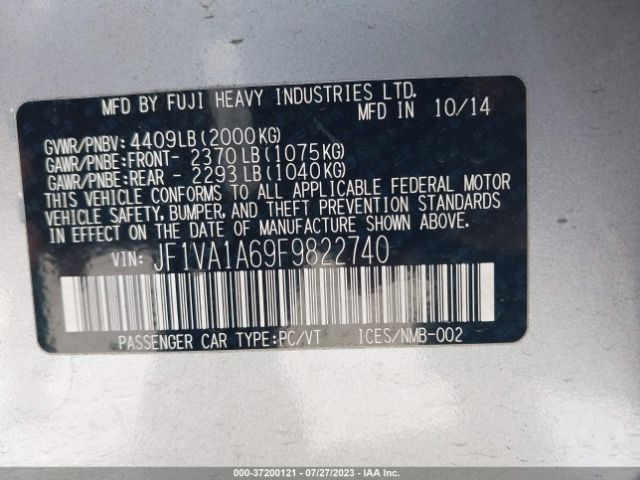 MFD BY FUJI HEAVY INDUSTRIES LTD.
MFD IN 10/14
GVWR/PNBV: 4409LB(2000KG)
GAWR/PNBE:FRONT- 2370LB(1075KG)
GAWR/PNBE:REAR - 2293LB(1040KG)
THIS VEHICLE CONFORMS TO ALL APPLICABLE FEDERAL MOTOR
VEHICLE SAFETY, BUMPER, AND THEFT PREVENTION STANDARDS
IN EFFECT ON THE DATE OF MANUFACTURE SHOWN ABOVE.
VIN: JF1VA1A69F9822740
PASSENGER CAR TYPE:PC/VT ICES/NMB-002
000-37200121 | 07/27/2023 | IAA Inc.